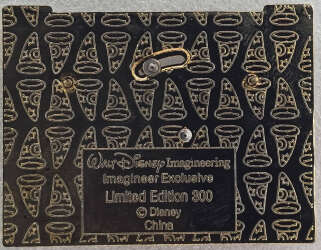 Walt Disney Imagineering
Imagineer Exclusive
Limited Edition 300
© Disney
China